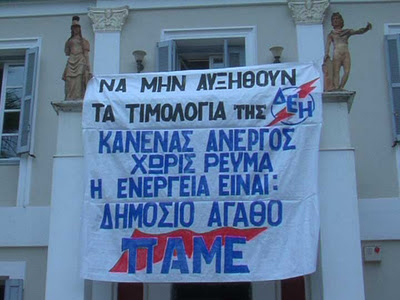 ΝΑ ΜΗΝ ΑΥΞΗΘΟΥΝ
ΤΑ ΤΙΜΟΛΟΓΙΑ ΤΗΣ ΔΕΗ
ΚΑΝΕΝΑΣ ΑΝΕΡΓΟΣ
ΧΩΡΙΣ ΡΕΥΜΑ
Η ΕΝΕΡΓΕΙΑ ΕΙΝΑΙ:
ΔΗΜΟΣΙΟ ΑΓΑΘΟ
ΠΑΜΕ